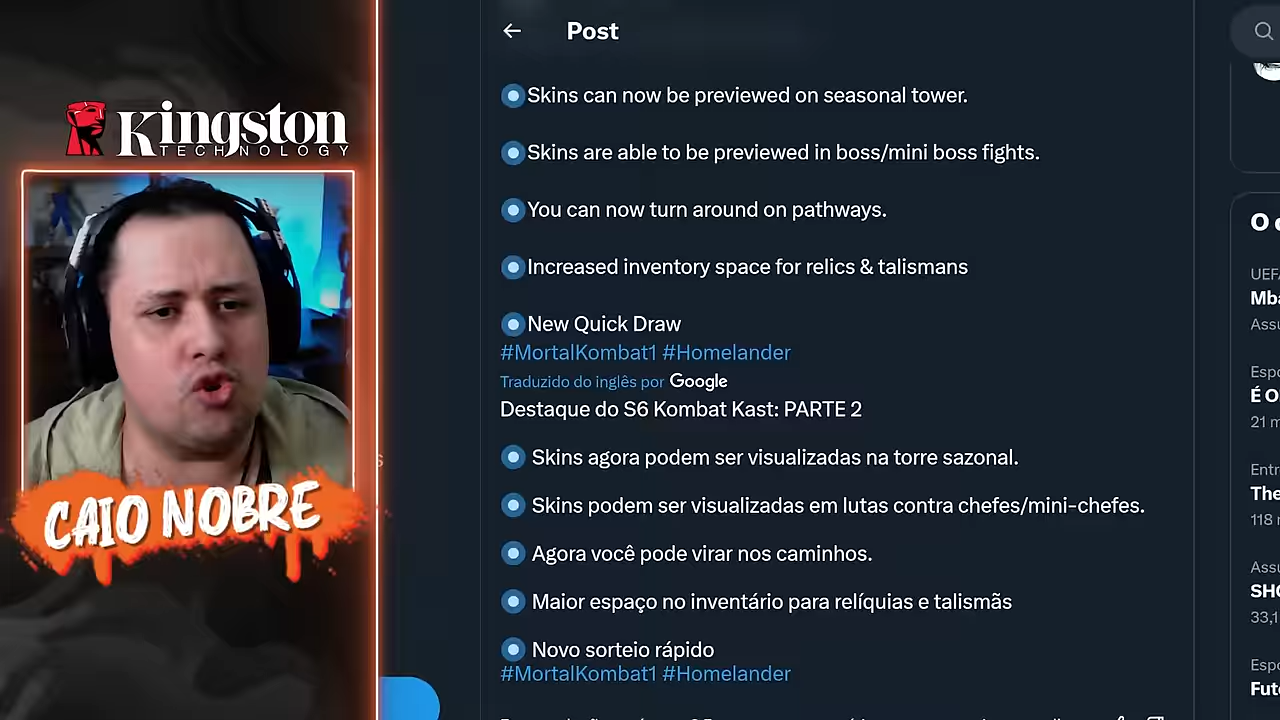 Post
Skins can now be previewed on seasonal tower.
Skins are able to be previewed in boss/mini boss fights.
You can now turn around on pathways.
Increased inventory space for relics & talismans
New Quick Draw
#MortalKombat1 #Homelander
Traduzido do inglês por Google
Destaque do S6 Kombat Kast: PARTE 2
Skins agora podem ser visualizadas na torre sazonal.
Skins podem ser visualizadas em lutas contra chefes/mini-chefes.
Agora você pode virar nos caminhos.
Maior espaço no inventário para relíquias e talismãs
Novo sorteio rápido
#MortalKombat1 #Homelander
Kingston
TECHNOLOGY
CAIO NOBRE
s
O
UEFA
Mba
Assu
Espo
É O
21 m
Entr
The
118 m
Assu
SHO
33,1
Espo
Fut